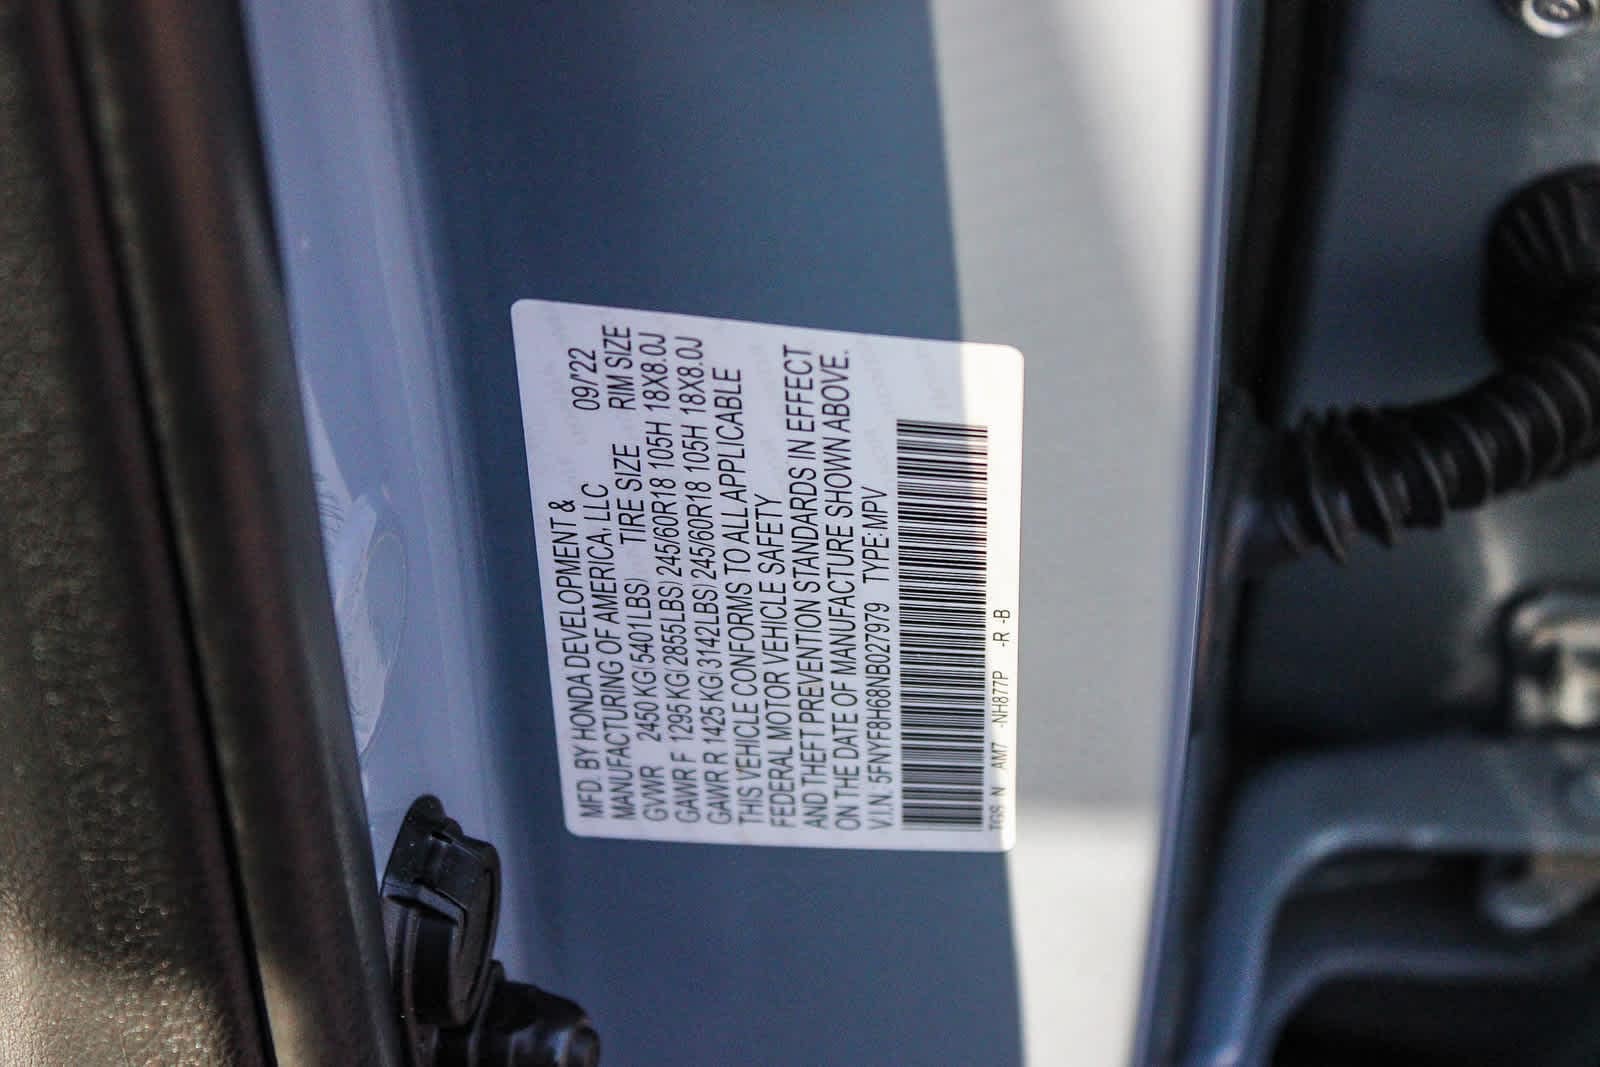 MFD. BY HONDA DEVELOPMENT & 09/'22
MANUFACTURING OF AMERICA, LLC
TIRE SIZE RIM SIZE
GVWR 2450 KG(5401LBS)
GAWR F 1295 KG(2855LBS) 245/60R18 105H 18X8.0J
GAWR R 1425 KG(3142LBS) 245/60R18 105H 18X8.0J
THIS VEHICLE CONFORMS TO ALL APPLICABLE
FEDERAL MOTOR VEHICLE SAFETY
AND THEFT PREVENTION STANDARDS IN EFFECT
ON THE DATE OF MANUFACTURE SHOWN ABOVE.
V.I.N: 5FNYF8H68NB027979 TYPE:MPV
TGS N AM7 -NH877P -R -B